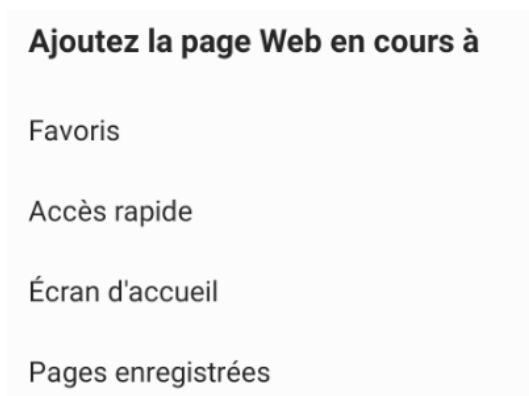 Ajoutez la page Web en cours à
Favoris
Accès rapide
Écran d'accueil
Pages enregistrées